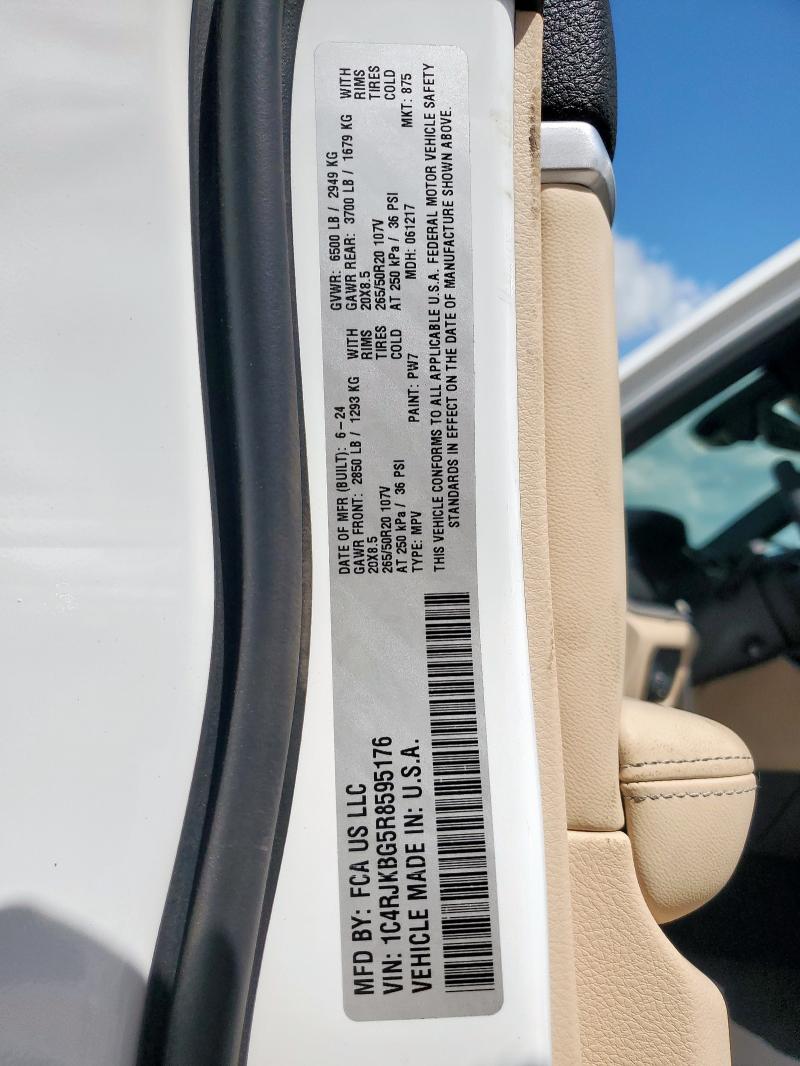 MFD BY: FCA US LLC
VIN: 1C4RJKBG5R8595176
VEHICLE MADE IN: U.S.A.
DATE OF MFR (BUILT): 6-24
GAWR FRONT: 2850 LB / 1293 KG WITH
20X8.5 RIMS
265/50R20 107V TIRES
AT 250 kPa / 36 PSI COLD
TYPE: MPV PAINT: PW7
GVWR: 6500 LB / 2949 KG
GAWR REAR: 3700 LB / 1679 KG WITH
20X8.5 RIMS
265/50R20 107V TIRES
AT 250 kPa / 36 PSI COLD
MDH: 061217 MKT: 875
THIS VEHICLE CONFORMS TO ALL APPLICABLE U.S.A. FEDERAL MOTOR VEHICLE SAFETY
STANDARDS IN EFFECT ON THE DATE OF MANUFACTURE SHOWN ABOVE.